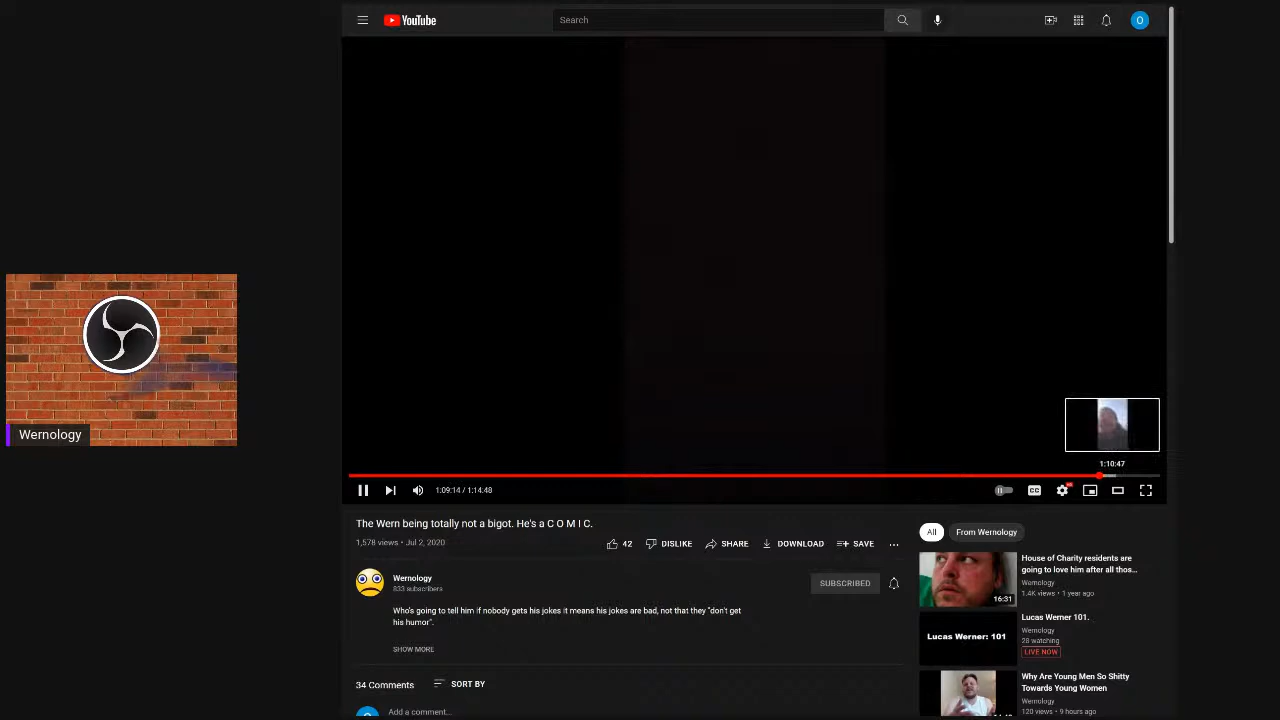 YouTube
Search
O
Wernology
1:10:47
1:09:14 / 1:14:48
CC
The Wern being totally not a bigot. He's a C O M I C.
1,578 views • Jul 2, 2020
42
DISLIKE
SHARE
DOWNLOAD
SAVE
Wernology
833 subscribers
SUBSCRIBED
Who's going to tell him if nobody gets his jokes it means his jokes are bad, not that they "don't get
his humor".
SHOW MORE
34 Comments
SORT BY
Add a comment...
All
From Wernology
House of Charity residents are
going to love him after all thos...
Wernology
1.4K views • 1 year ago
16:31
Lucas Werner: 101
Lucas Werner 101.
Wernology
28 watching
LIVE NOW
Why Are Young Men So Shitty
Towards Young Women
Wernology
120 views • 9 hours ago